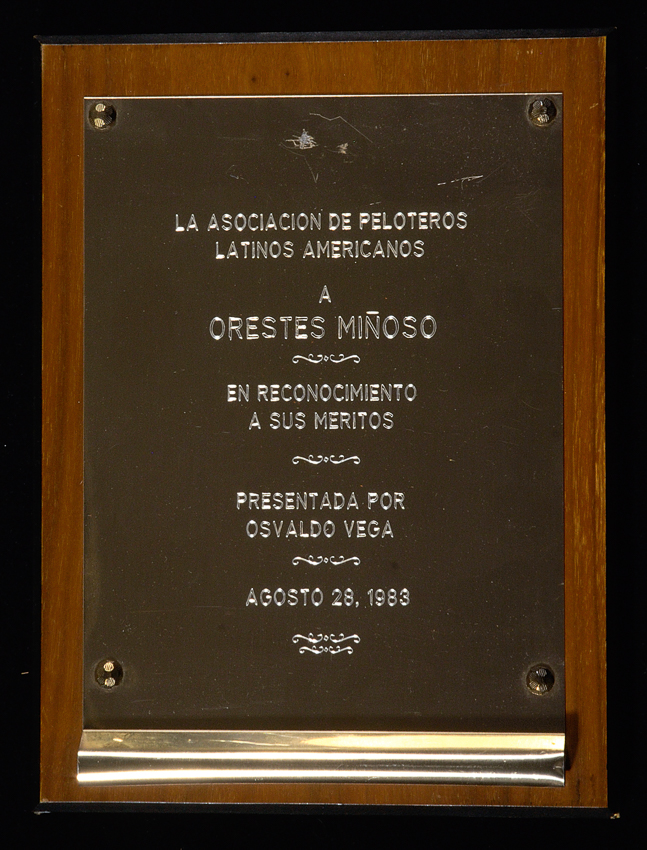 LA ASOCIACION DE PELOTEROS
LATINOS AMERICANOS
A
ORESTES MIÑOSO
EN RECONOCIMIENTO
A SUS MERITOS
PRESENTADA POR
OSVALDO VEGA
AGOSTO 28, 1983